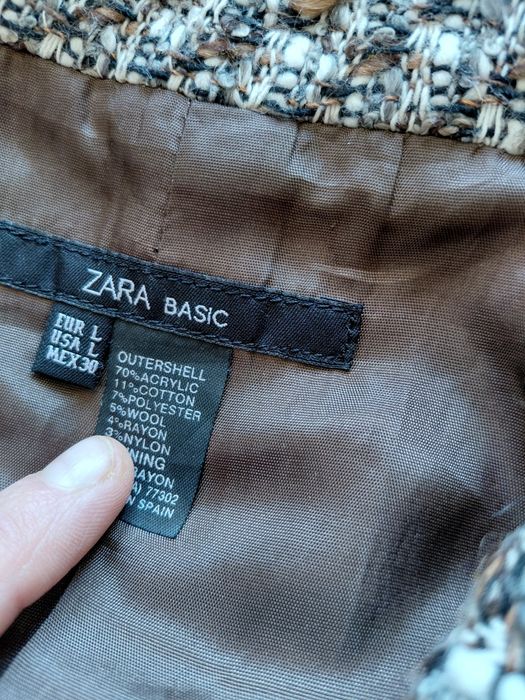 ZARA BASIC
EUR L
USA L
MEX 30
OUTERSHELL
70%ACRYLIC
11%COTTON
7%POLYESTER
5%WOOL
4%RAYON
3%NYLON
NING
RAYON
A) 77302
N SPAIN